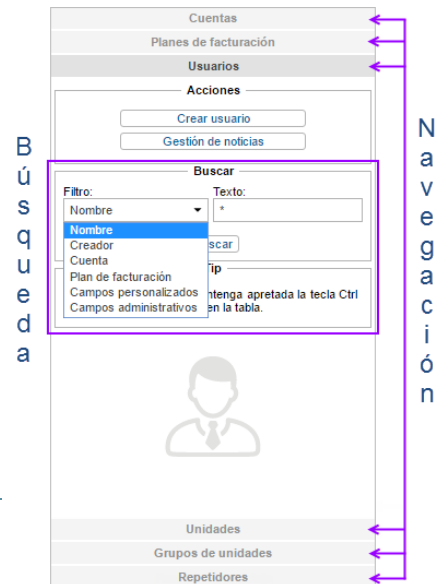 Cuentas
Planes de facturación
Usuarios
Acciones
Crear usuario
Gestión de noticias
Búsqueda
Navegación
Buscar
Filtro: Texto:
Nombre *
Nombre
Creador scar
Cuenta Tip
Plan de facturación
Campos personalizados ntenga apretada la tecla Ctrl
Campos administrativos en la tabla.
Unidades
Grupos de unidades
Repetidores